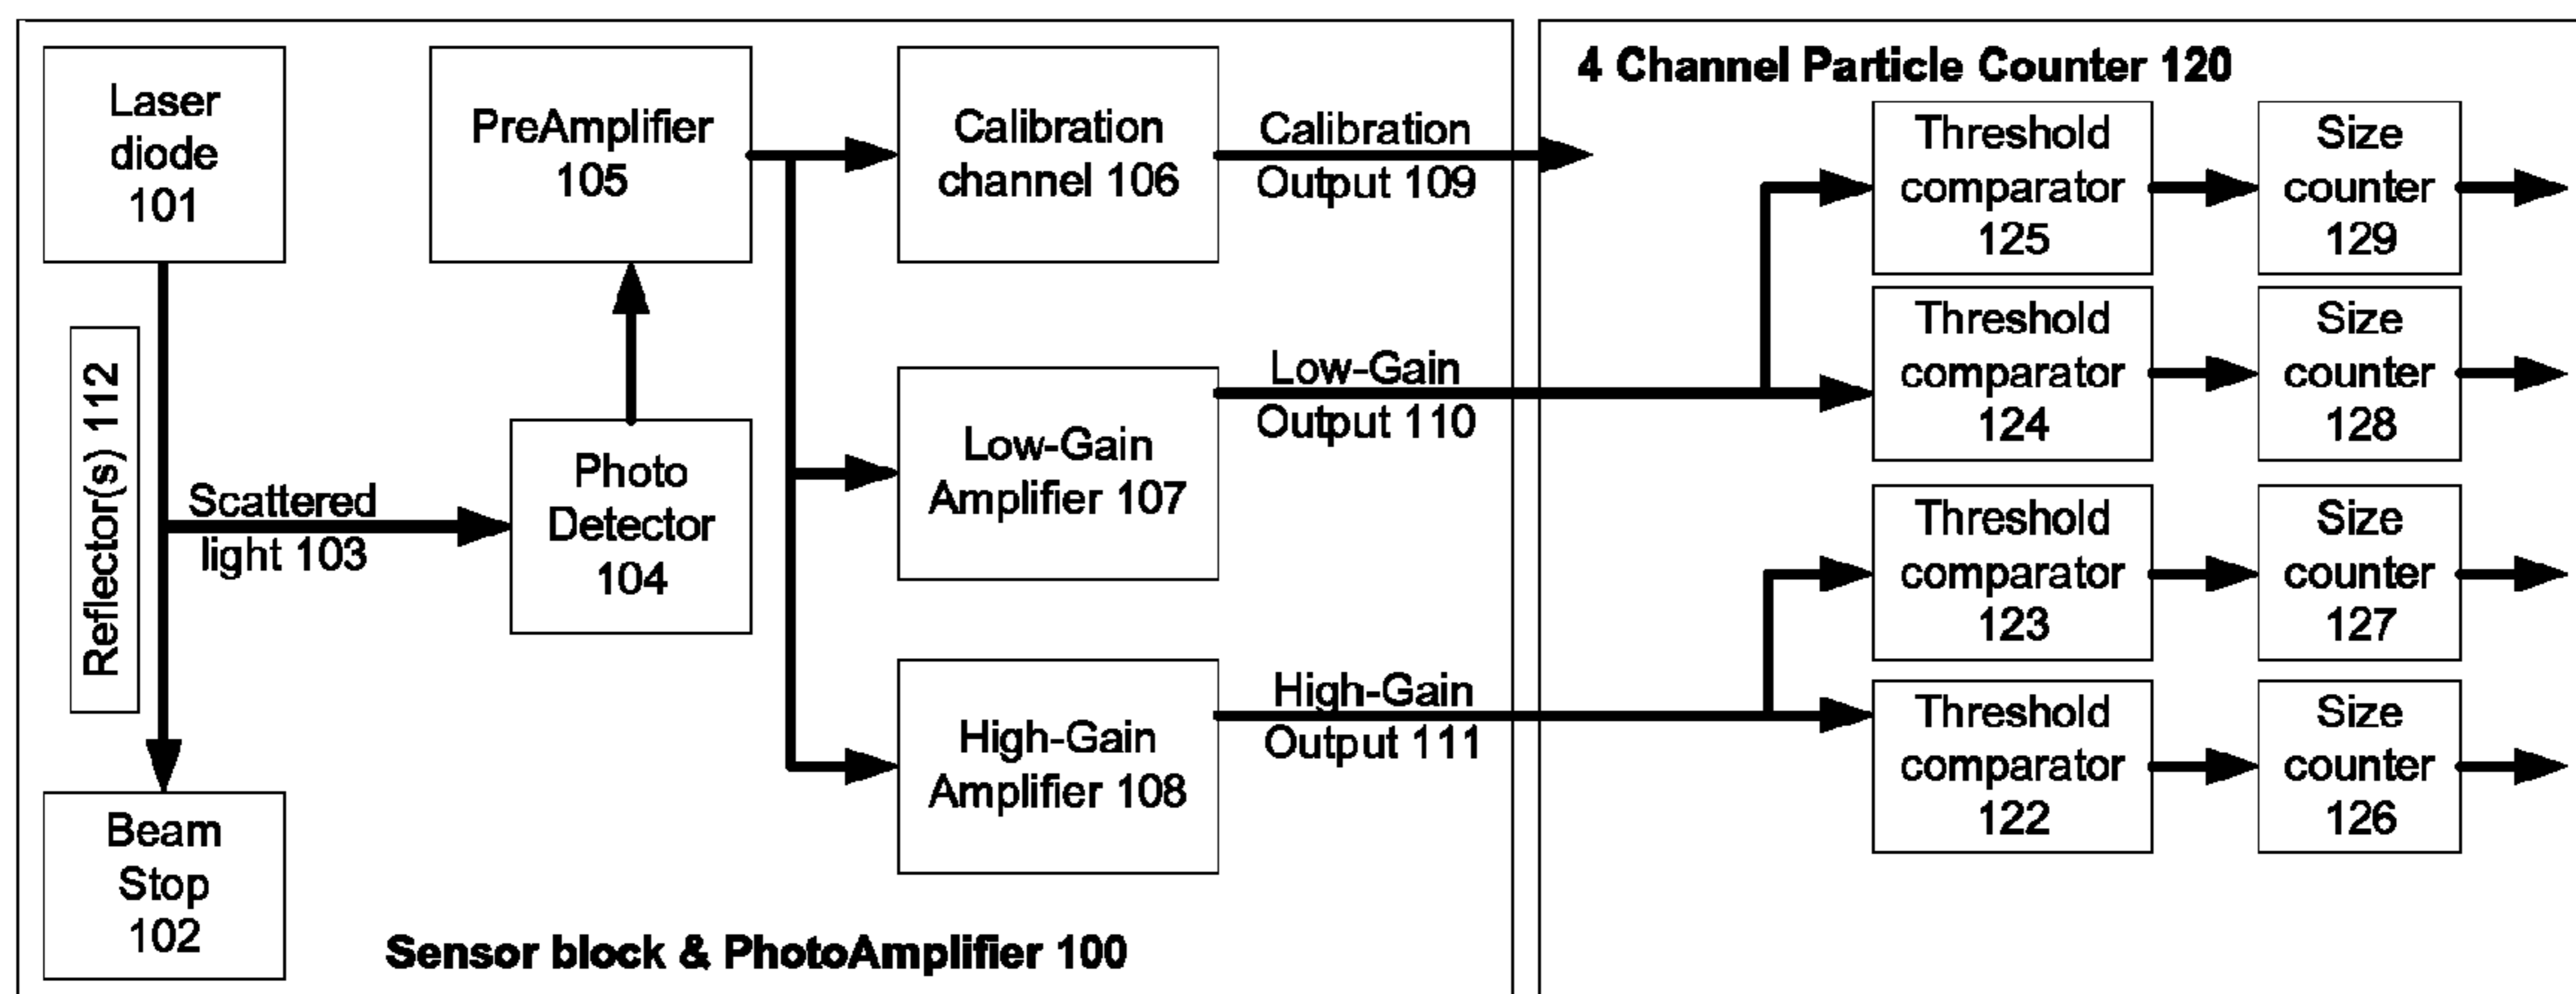 Laser
diode
101
Reflector(s) 112
Scattered
light 103
Beam
Stop
102
PreAmplifier
105
Photo
Detector
104
Calibration
channel 106
Low-Gain
Amplifier 107
High-Gain
Amplifier 108
Calibration
Output 109
Low-Gain
Output 110
High-Gain
Output 111
Sensor block & PhotoAmplifier 100
4 Channel Particle Counter 120
Threshold
comparator
125
Size
counter
129
Threshold
comparator
124
Size
counter
128
Threshold
comparator
123
Size
counter
127
Threshold
comparator
122
Size
counter
126